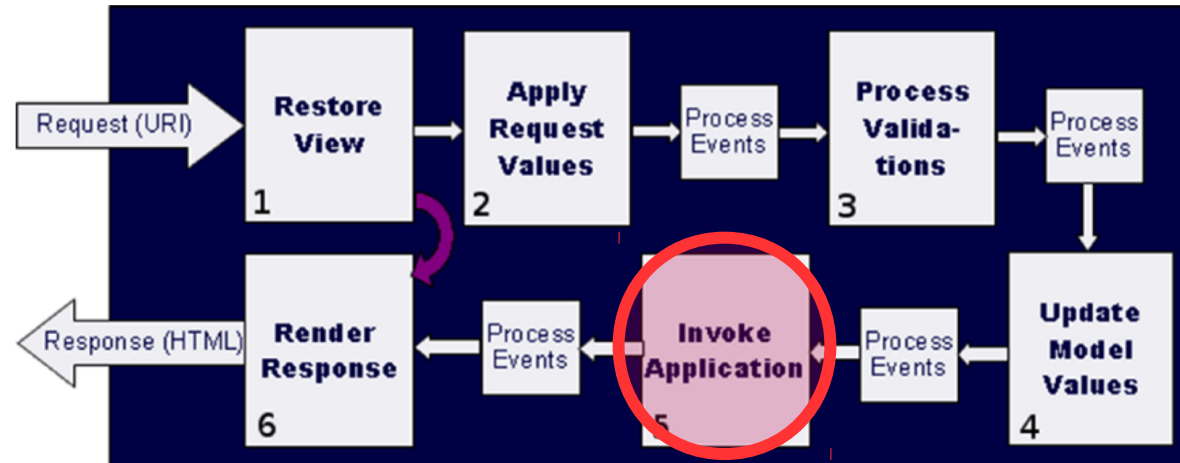 Request (URI)
Restore
View
1
Apply
Request
Values
2
Process
Events
Process
Valida-
tions
3
Process
Events
Update
Model
Values
4
Process
Events
Invoke
Application
5
Process
Events
Render
Response
6
Response (HTML)